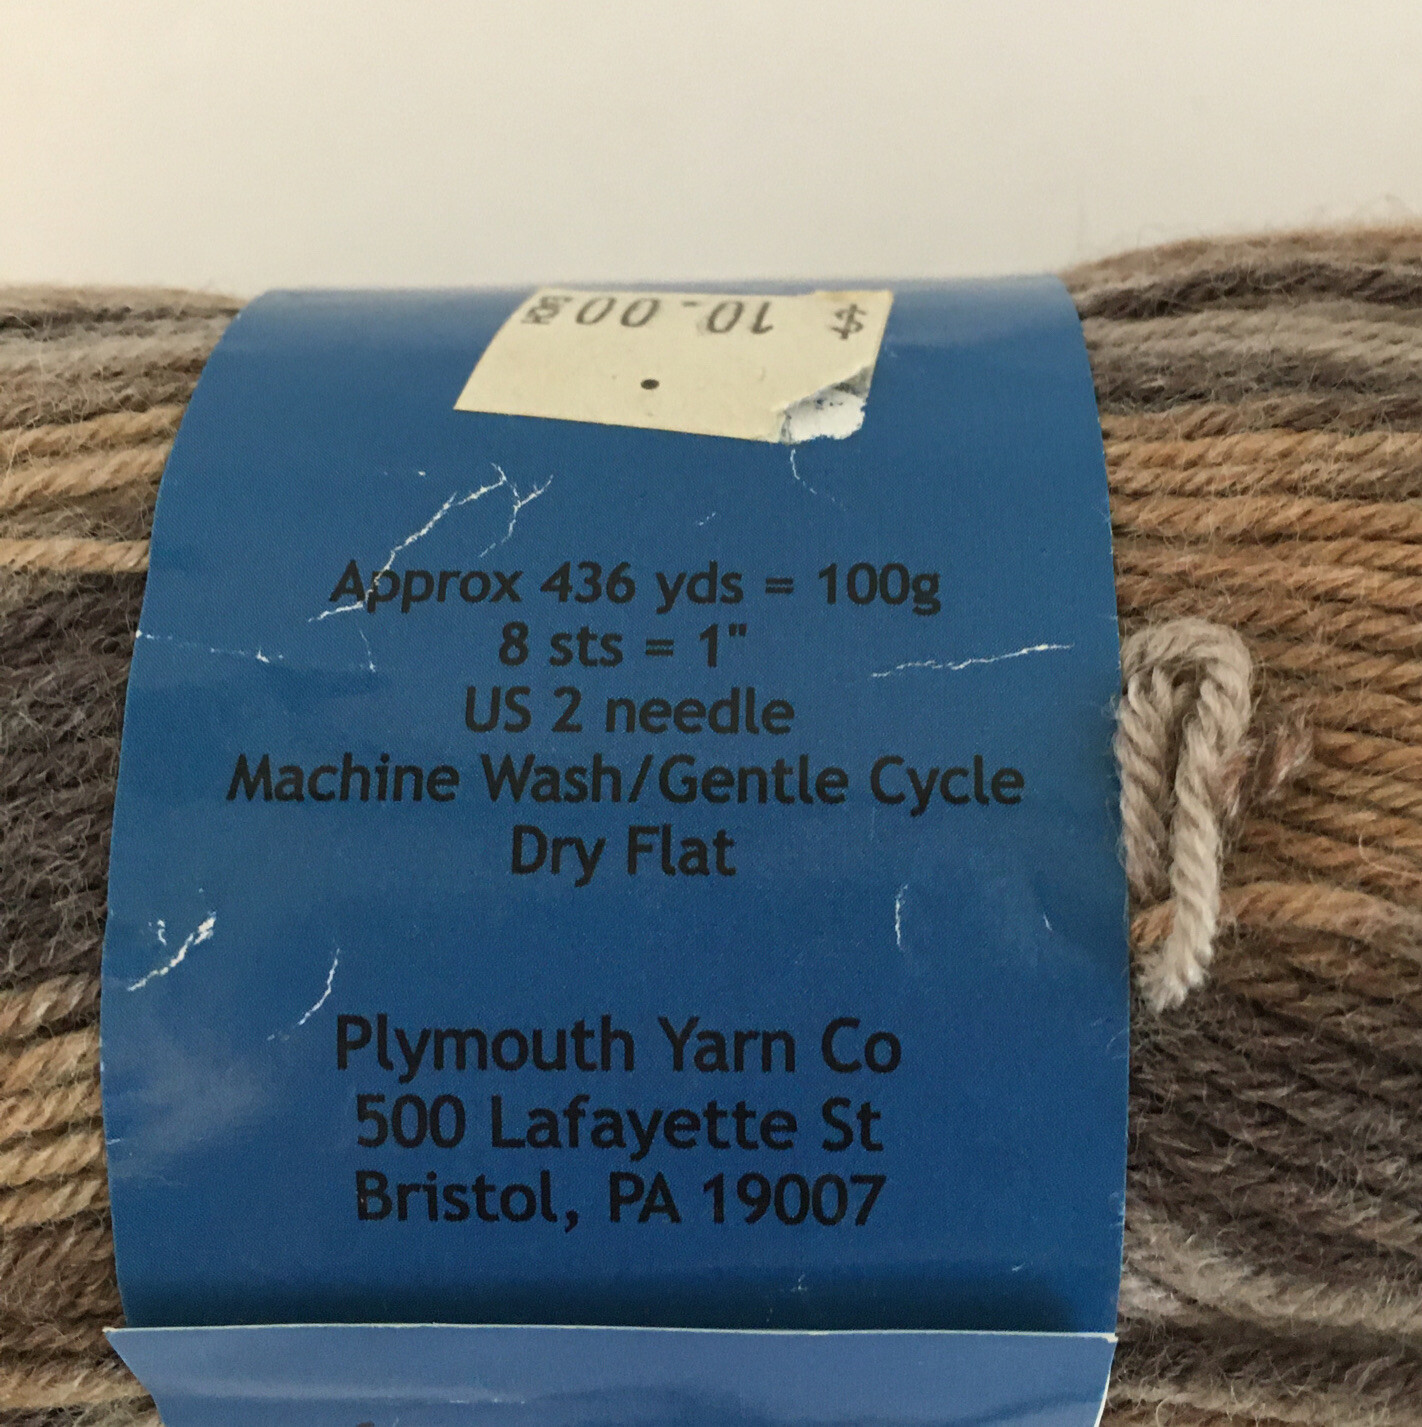 $ 10.00
Approx 436 yds = 100g
8 sts = 1"
US 2 needle
Machine Wash/Gentle Cycle
Dry Flat
Plymouth Yarn Co
500 Lafayette St
Bristol, PA 19007